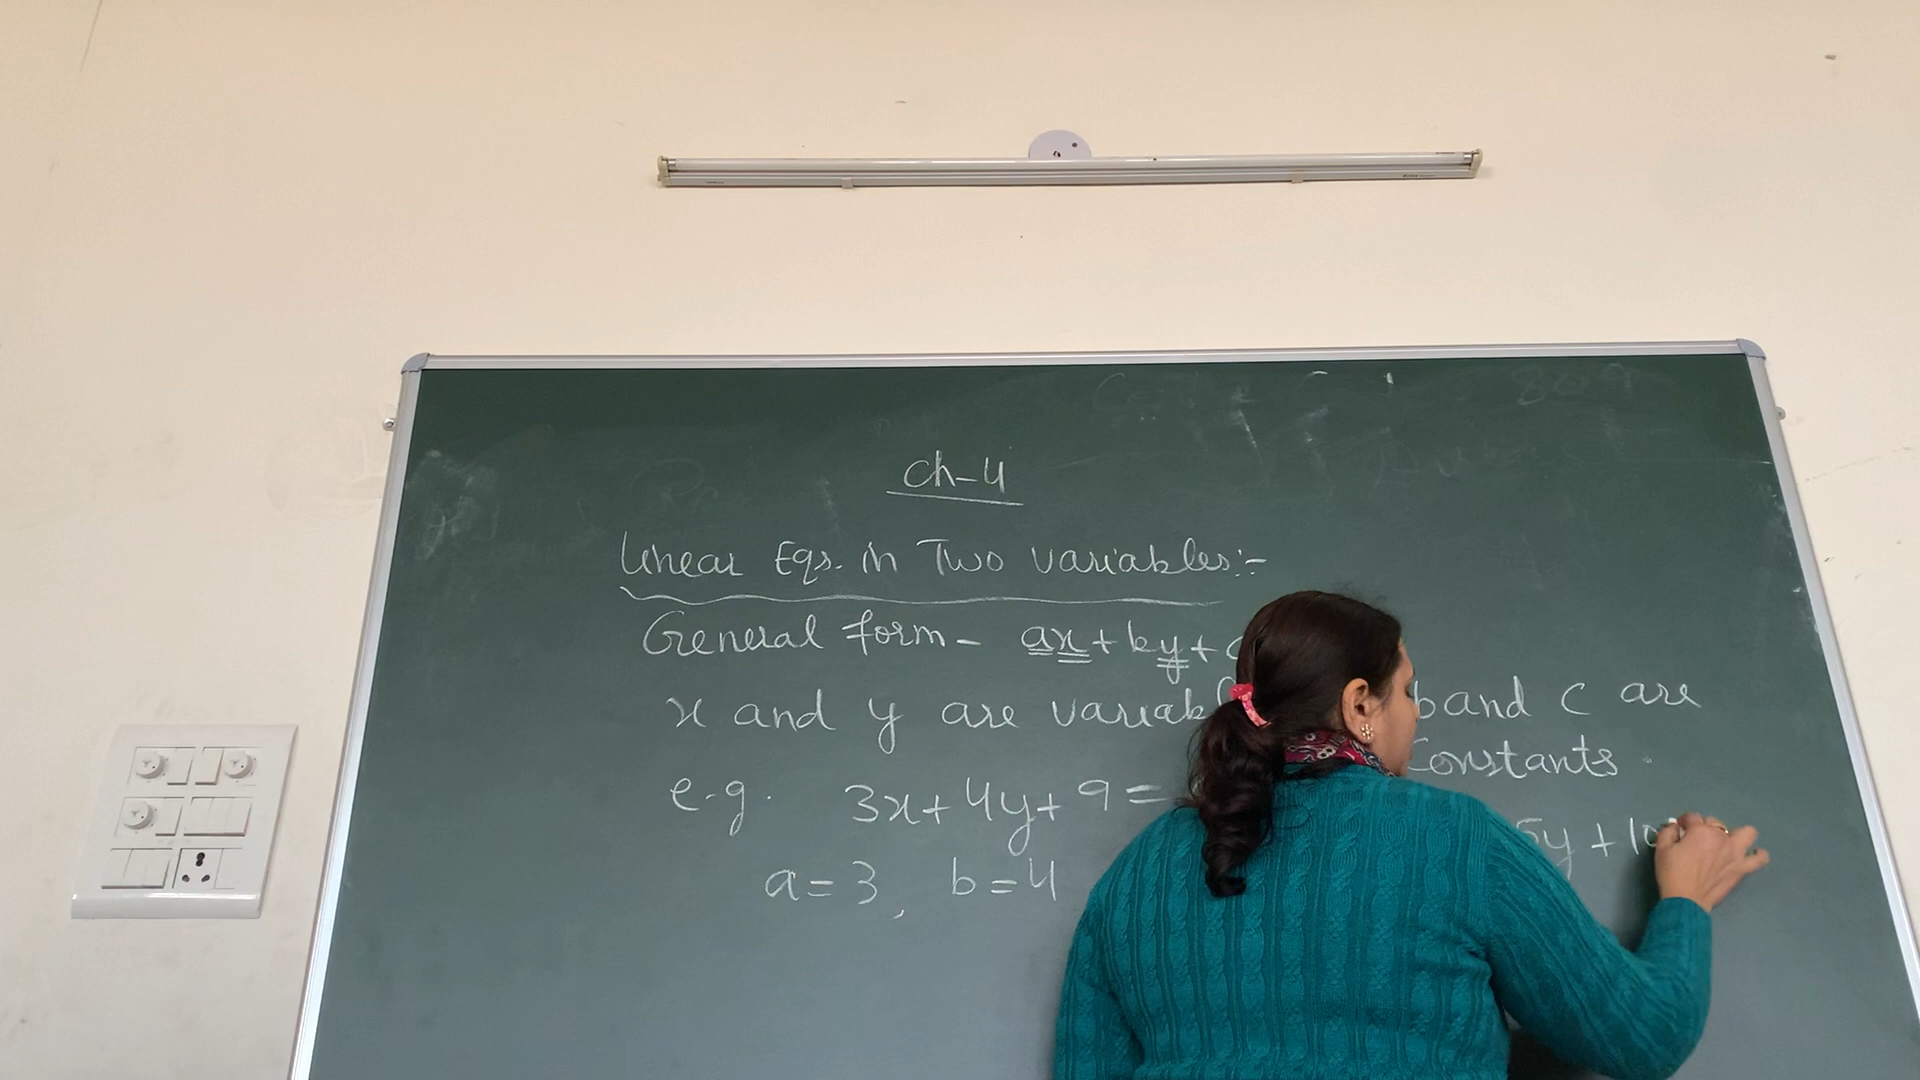 Ch-4
Linear Eqs. in Two variables:-
General form - ax + by + c
x and y are variab b and c are
Constants.
e.g. 3x + 4y + 9 =
5y + 10
a = 3, b = 4